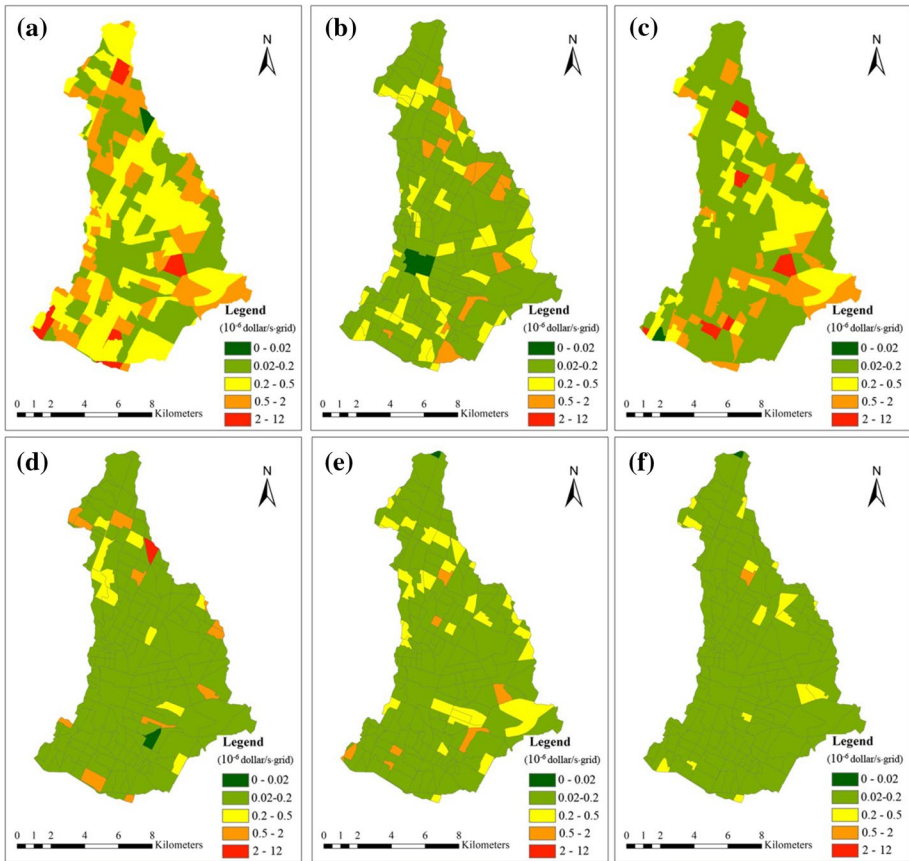 (a)
N
Legend
(10-6 dollar/s·grid)
0 - 0.02
0.02-0.2
0.2 - 0.5
0.5 - 2
2 - 12
0 1 2 4 6 8
Kilometers
(b)
N
Legend
(10-6 dollar/s·grid)
0 - 0.02
0.02-0.2
0.2 - 0.5
0.5 - 2
2 - 12
0 1 2 4 6 8
Kilometers
(c)
N
Legend
(10-6 dollar/s·grid)
0 - 0.02
0.02-0.2
0.2 - 0.5
0.5 - 2
2 - 12
0 1 2 4 6 8
Kilometers
(d)
N
Legend
(10-6 dollar/s·grid)
0 - 0.02
0.02-0.2
0.2 - 0.5
0.5 - 2
2 - 12
0 1 2 4 6 8
Kilometers
(e)
N
Legend
(10-6 dollar/s·grid)
0 - 0.02
0.02-0.2
0.2 - 0.5
0.5 - 2
2 - 12
0 1 2 4 6 8
Kilometers
(f)
N
Legend
(10-6 dollar/s·grid)
0 - 0.02
0.02-0.2
0.2 - 0.5
0.5 - 2
2 - 12
0 1 2 4 6 8
Kilometers